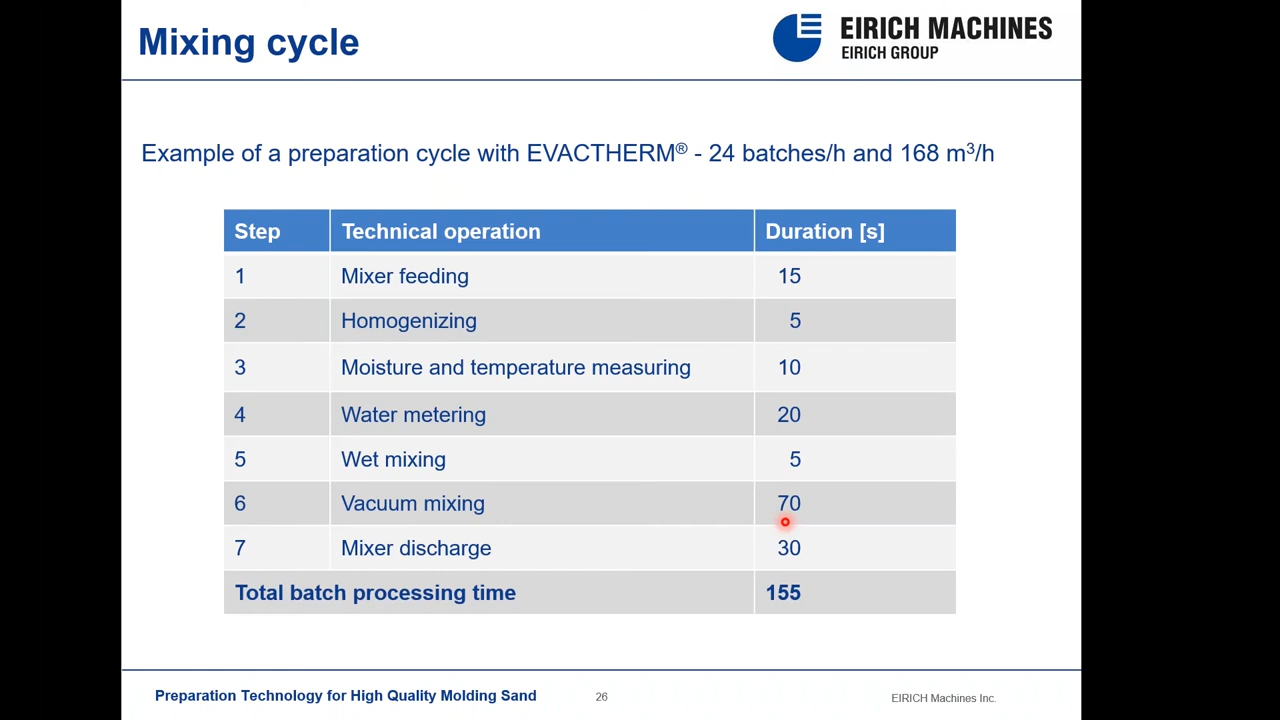 Mixing cycle
EIRICH MACHINES
EIRICH GROUP
Example of a preparation cycle with EVACTHERM® - 24 batches/h and 168 m³/h
Step Technical operation Duration [s]
1 Mixer feeding 15
2 Homogenizing 5
3 Moisture and temperature measuring 10
4 Water metering 20
5 Wet mixing 5
6 Vacuum mixing 70
7 Mixer discharge 30
Total batch processing time 155
Preparation Technology for High Quality Molding Sand 26 EIRICH Machines Inc.